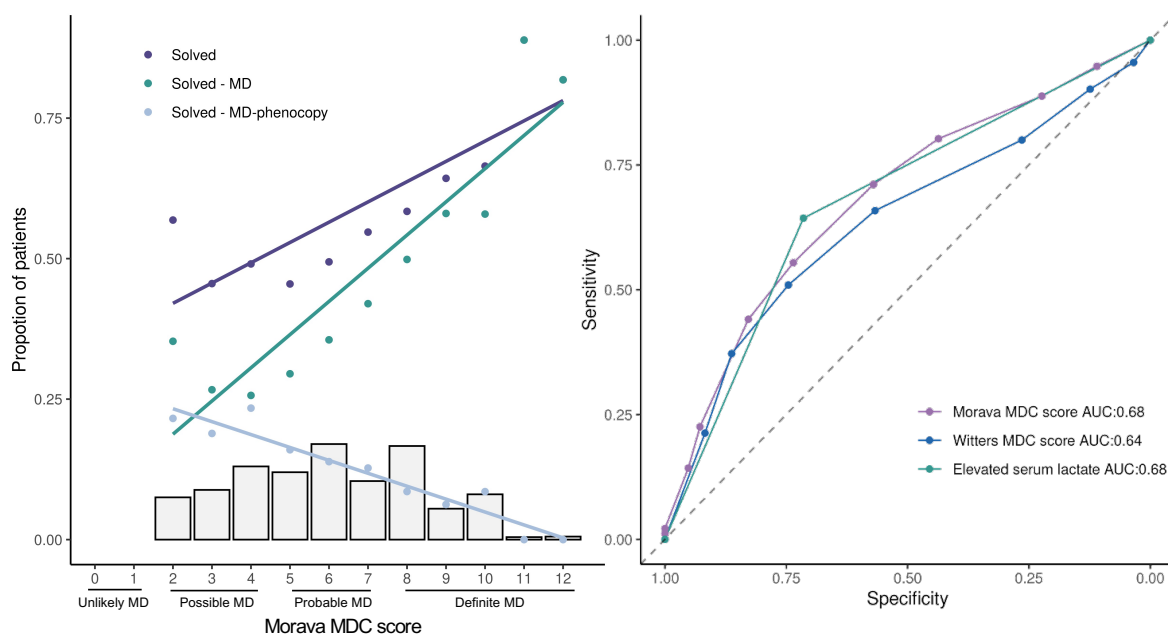 Solved
Solved - MD
Solved - MD-phenocopy
Propotion of patients
0.75
0.50
0.25
0.00
0 1 2 3 4 5 6 7 8 9 10 11 12
Unlikely MD Possible MD Probable MD Definite MD
Morava MDC score
Sensitivity
1.00
0.75
0.50
0.25
0.00
Morava MDC score AUC:0.68
Witters MDC score AUC:0.64
Elevated serum lactate AUC:0.68
1.00 0.75 0.50 0.25 0.00
Specificity